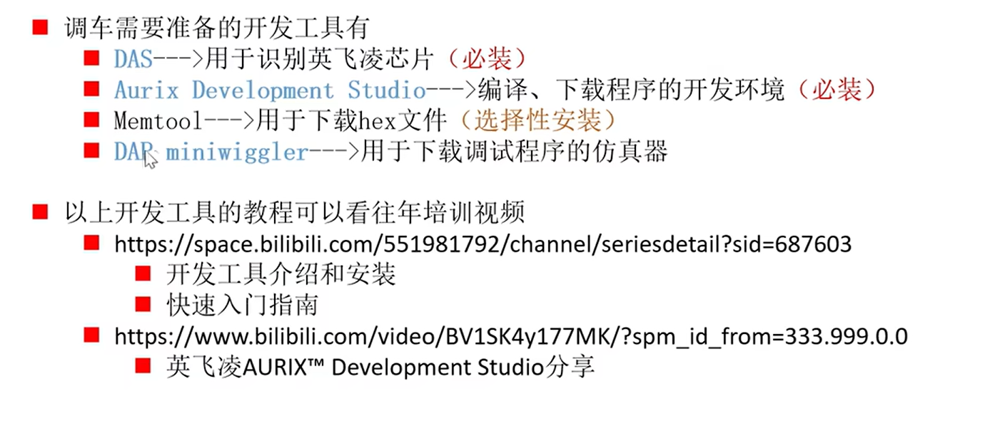 调车需要准备的开发工具有
DAS--->用于识别英飞凌芯片（必装）
Aurix Development Studio--->编译、下载程序的开发环境（必装）
Memtool--->用于下载hex文件（选择性安装）
DAP miniwiggler--->用于下载调试程序的仿真器
以上开发工具的教程可以看往年培训视频
https://space.bilibili.com/551981792/channel/seriesdetail?sid=687603
开发工具介绍和安装
快速入门指南
https://www.bilibili.com/video/BV1SK4y177MK/?spm_id_from=333.999.0.0
英飞凌AURIX™ Development Studio分享